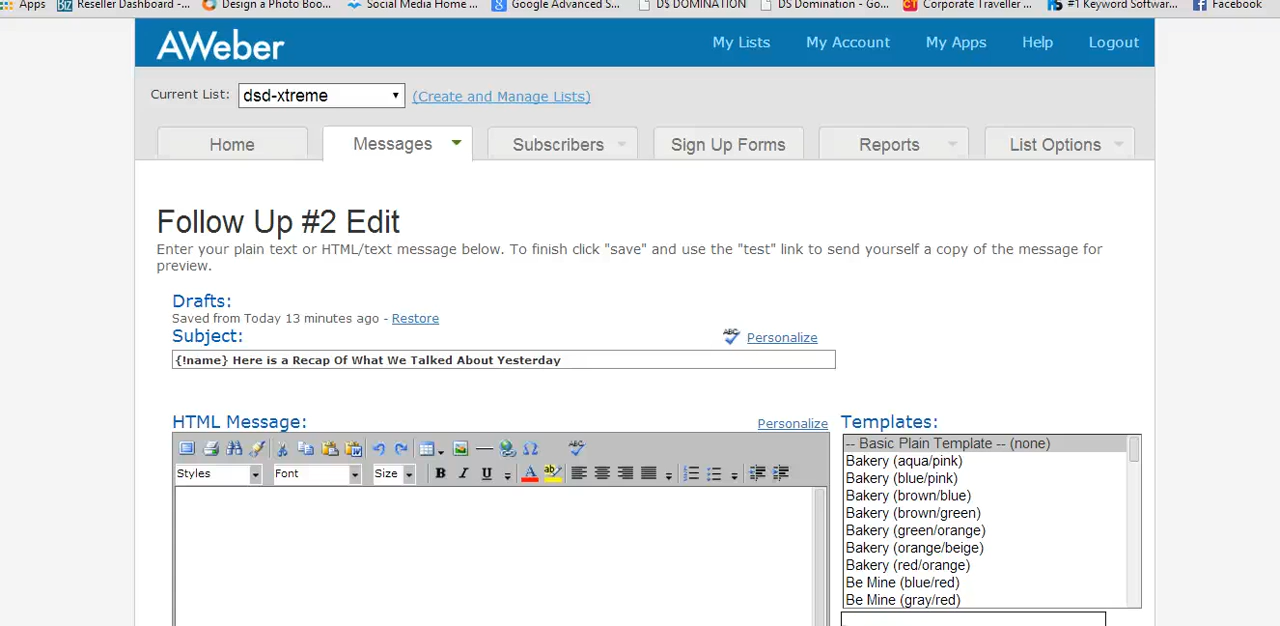 Apps Reseller Dashboard -... Design a Photo Boo... Social Media Home ... Google Advanced S... DS DOMINATION DS Domination - Go... Corporate Traveller ... #1 Keyword Softwar... Facebook
AWeber My Lists My Account My Apps Help Logout
Current List: dsd-xtreme (Create and Manage Lists)
Home Messages Subscribers Sign Up Forms Reports List Options
Follow Up #2 Edit
Enter your plain text or HTML/text message below. To finish click "save" and use the "test" link to send yourself a copy of the message for
preview.
Drafts:
Saved from Today 13 minutes ago - Restore
Subject: ABC Personalize
{!name} Here is a Recap Of What We Talked About Yesterday
HTML Message: Personalize Templates:
-- Basic Plain Template -- (none)
Styles Font Size B I U A ab
Bakery (aqua/pink)
Bakery (blue/pink)
Bakery (brown/blue)
Bakery (brown/green)
Bakery (green/orange)
Bakery (orange/beige)
Bakery (red/orange)
Be Mine (blue/red)
Be Mine (gray/red)